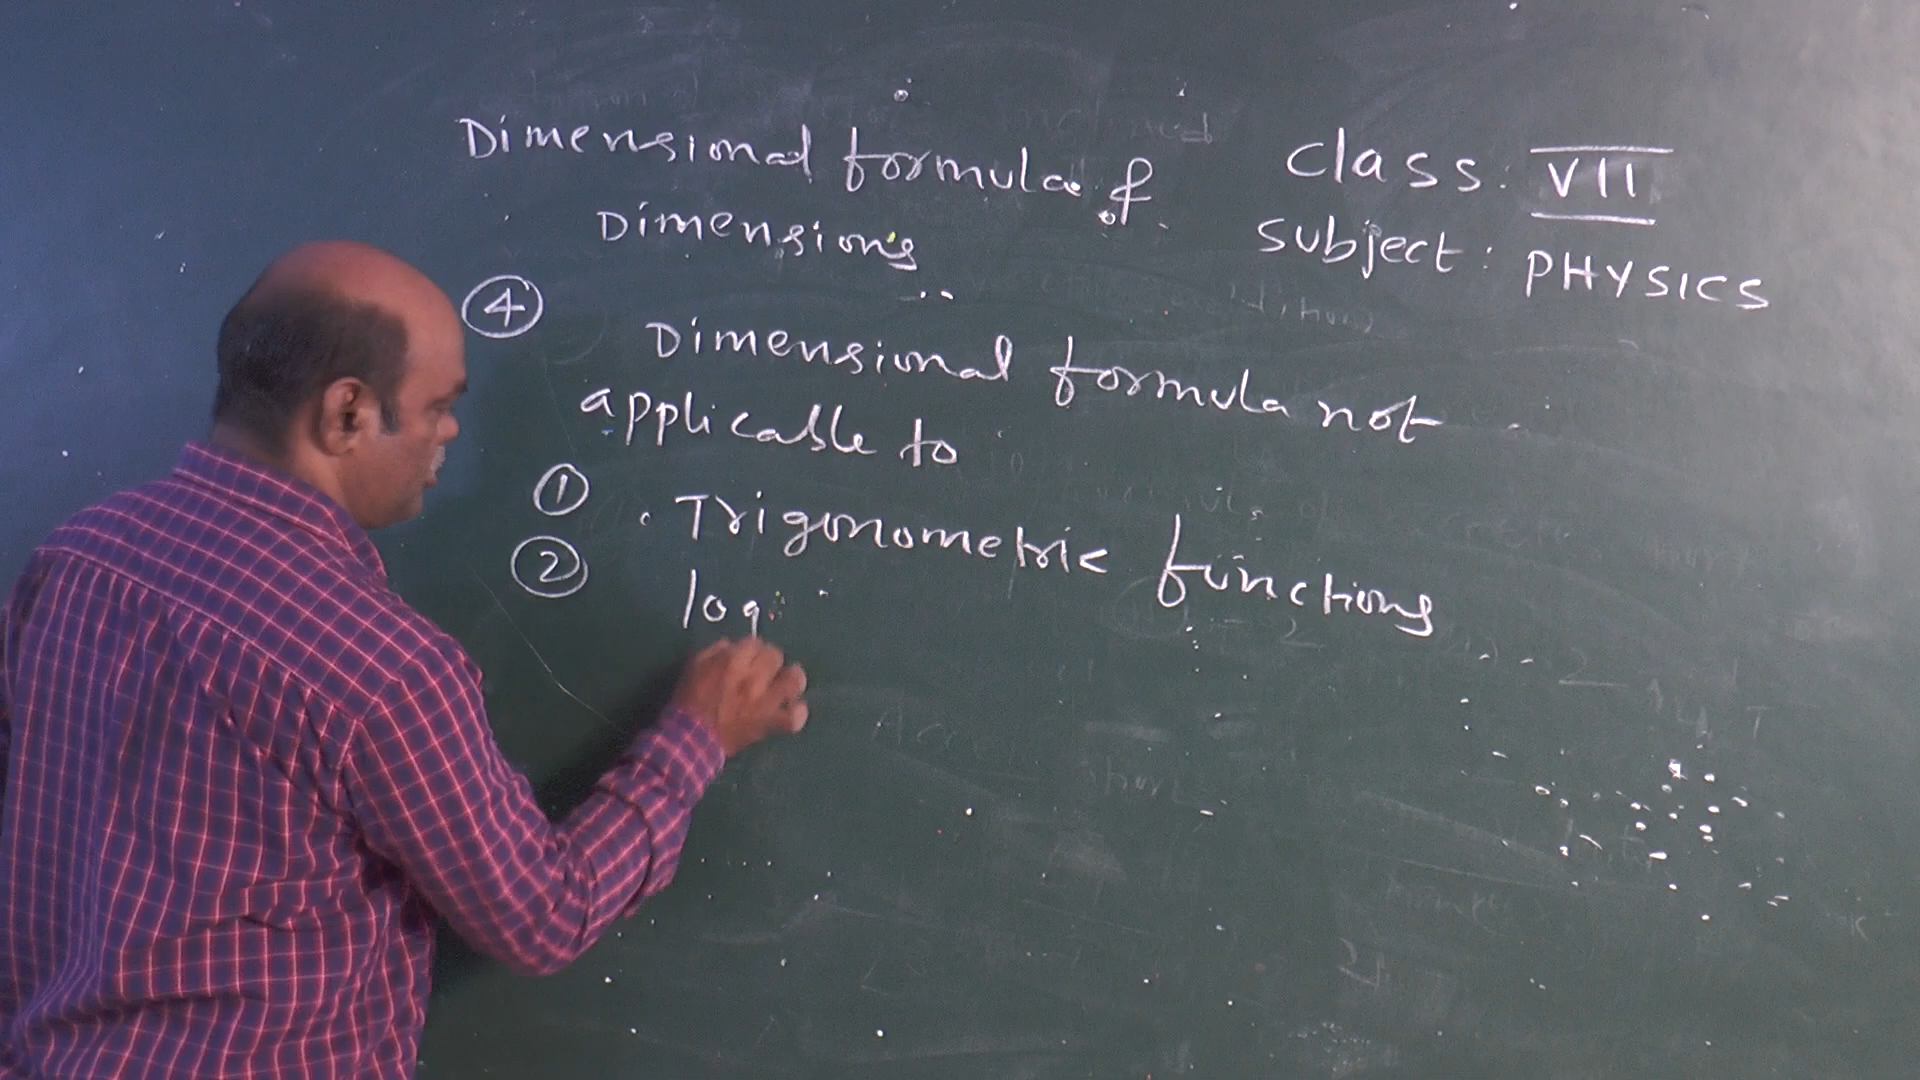 Dimensional formula of
Dimensions
Class: VII
Subject: PHYSICS
4 Dimensional formula not
applicable to
1 . Trigonometric functions
2 log